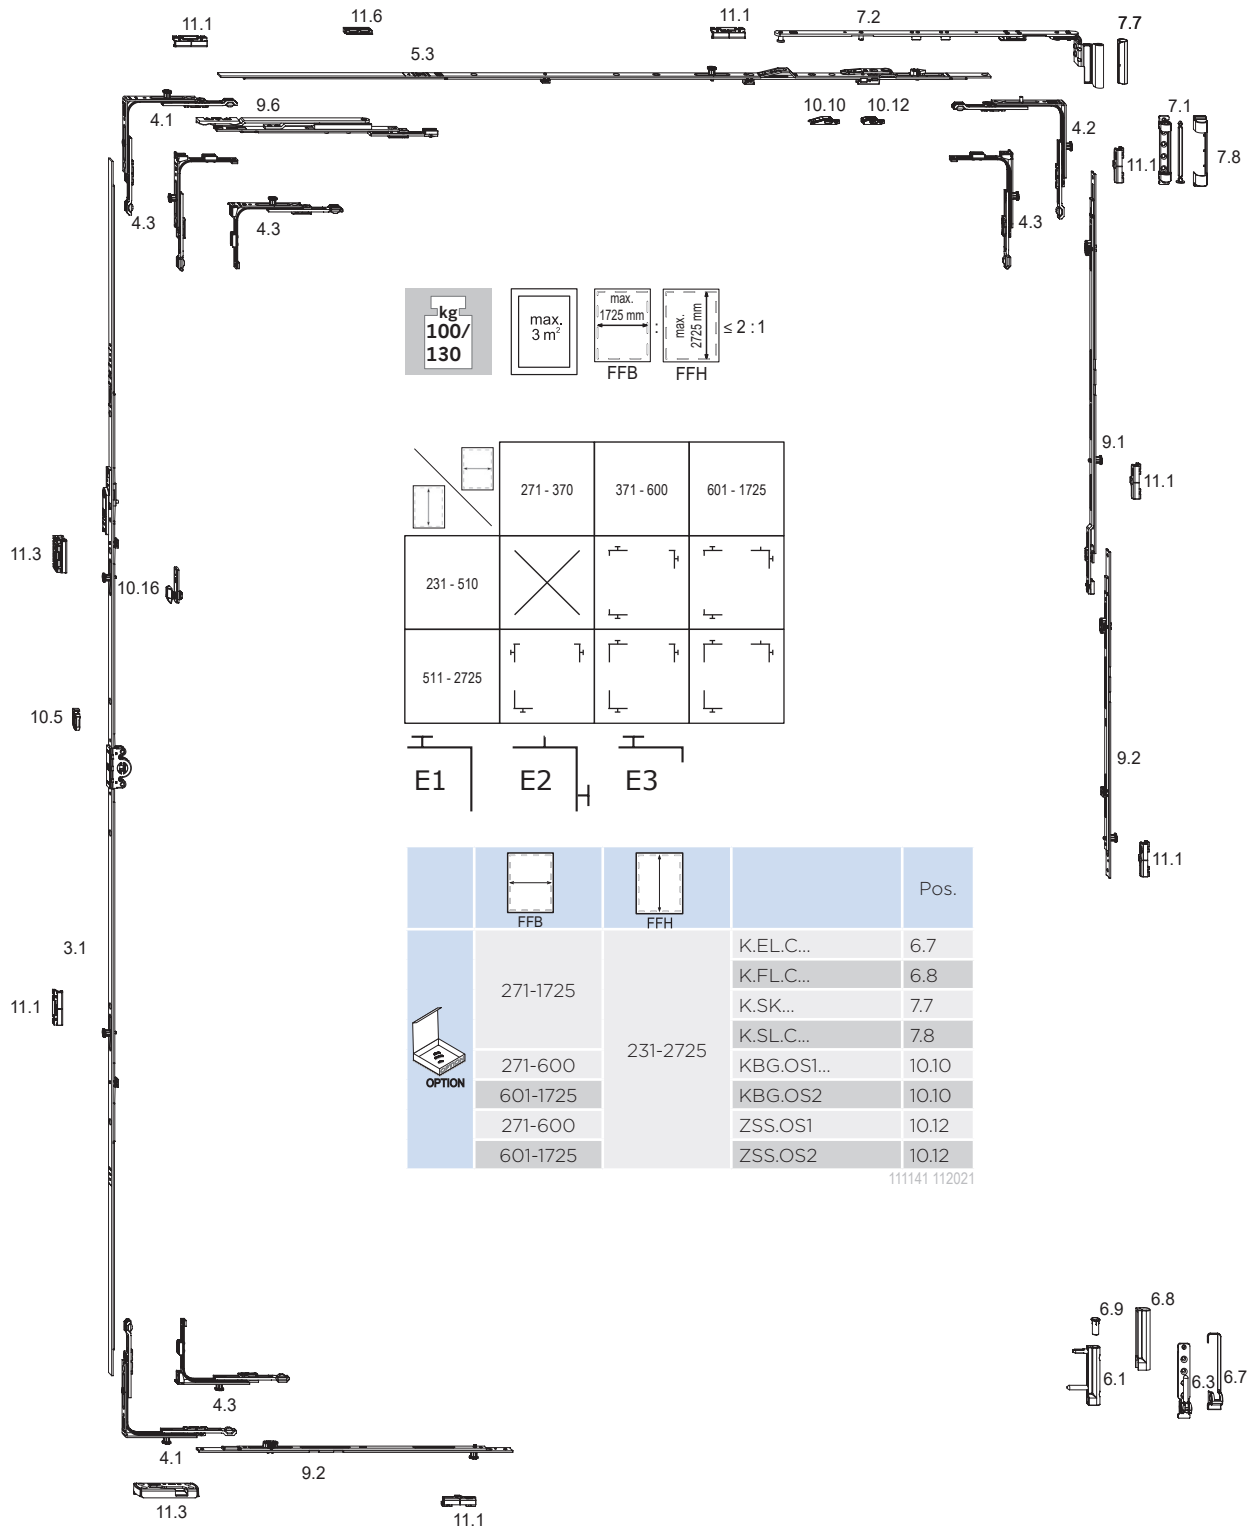 11.1
11.6
11.1
7.2
7.7
5.3
4.1
9.6
10.10
10.12
7.1
4.2
11.1
7.8
4.3
4.3
4.3
kg
100/
130
max.
3 m²
max.
1725 mm
FFB
:
max.
2725 mm
FFH
≤ 2 : 1
9.1
11.1
271 - 370
371 - 600
601 - 1725
231 - 510
511 - 2725
E1
E2
E3
11.3
10.16
10.5
9.2
11.1
3.1
11.1
FFB
FFH
Pos.
OPTION
271-1725
231-2725
K.EL.C... 6.7
K.FL.C... 6.8
K.SK... 7.7
K.SL.C... 7.8
271-600 KBG.OS1... 10.10
601-1725 KBG.OS2 10.10
271-600 ZSS.OS1 10.12
601-1725 ZSS.OS2 10.12
111141 112021
6.9
6.8
6.1
6.3
6.7
4.3
4.1
9.2
11.3
11.1